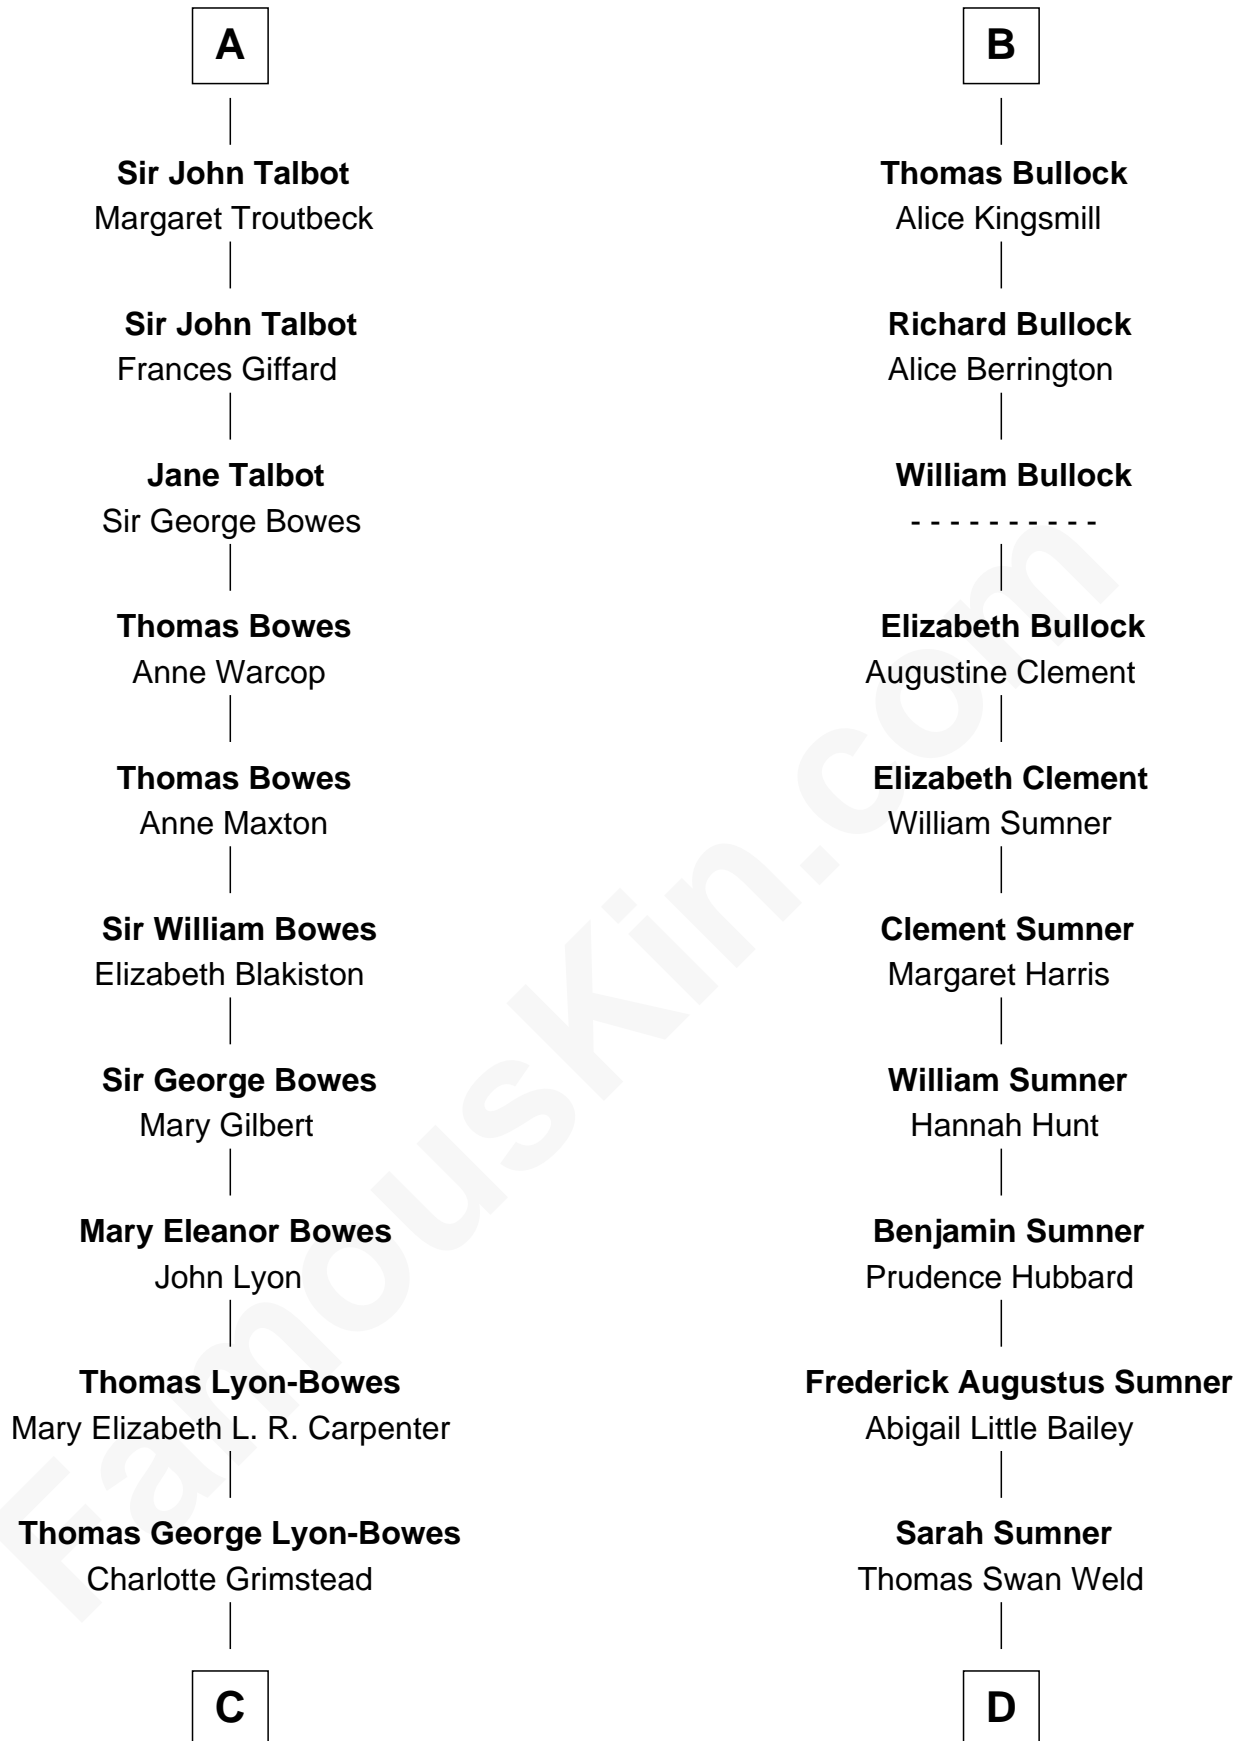 A
Sir John Talbot
Margaret Troutbeck
Sir John Talbot
Frances Giffard
Jane Talbot
Sir George Bowes
Thomas Bowes
Anne Warcop
Thomas Bowes
Anne Maxton
Sir William Bowes
Elizabeth Blakiston
Sir George Bowes
Mary Gilbert
Mary Eleanor Bowes
John Lyon
Thomas Lyon-Bowes
Mary Elizabeth L. R. Carpenter
Thomas George Lyon-Bowes
Charlotte Grimstead
C
B
Thomas Bullock
Alice Kingsmill
Richard Bullock
Alice Berrington
William Bullock
- - - - - - - - - -
Elizabeth Bullock
Augustine Clement
Elizabeth Clement
William Sumner
Clement Sumner
Margaret Harris
William Sumner
Hannah Hunt
Benjamin Sumner
Prudence Hubbard
Frederick Augustus Sumner
Abigail Little Bailey
Sarah Sumner
Thomas Swan Weld
D
FamousKin.com